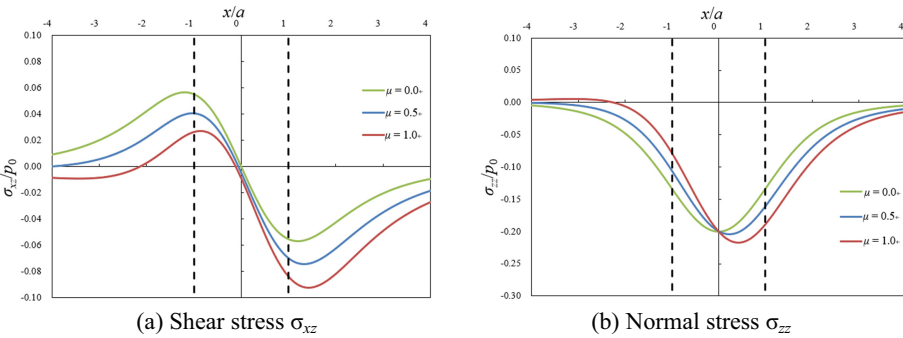 x/a
-4 -3 -2 -1 0 1 2 3 4
0.10
0.08
0.06
0.04
0.02
0.00
-0.02
-0.04
-0.06
-0.08
-0.10
σxz/p0
μ = 0.0+
μ = 0.5+
μ = 1.0+
(a) Shear stress σxz
x/a
-4 -3 -2 -1 0 1 2 3 4
0.10
0.05
0.00
-0.05
-0.10
-0.15
-0.20
-0.25
-0.30
σzz/p0
μ = 0.0+
μ = 0.5+
μ = 1.0+
(b) Normal stress σzz